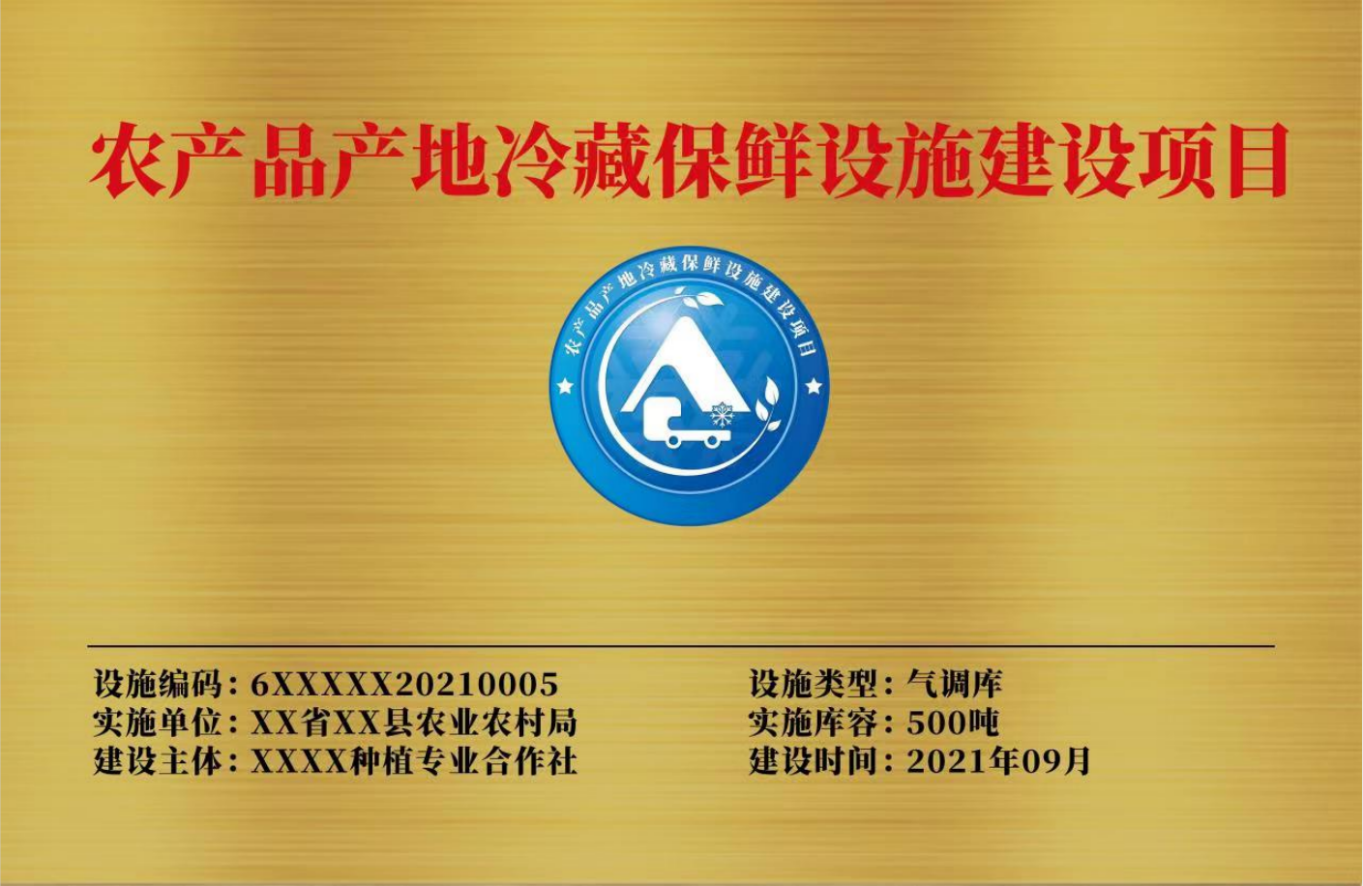 农产品产地冷藏保鲜设施建设项目
农产品产地冷藏保鲜设施建设项目
设施编码：6XXXXX20210005
设施类型：气调库
实施单位：XX省XX县农业农村局
实施库容：500吨
建设主体：XXXX种植专业合作社
建设时间：2021年09月